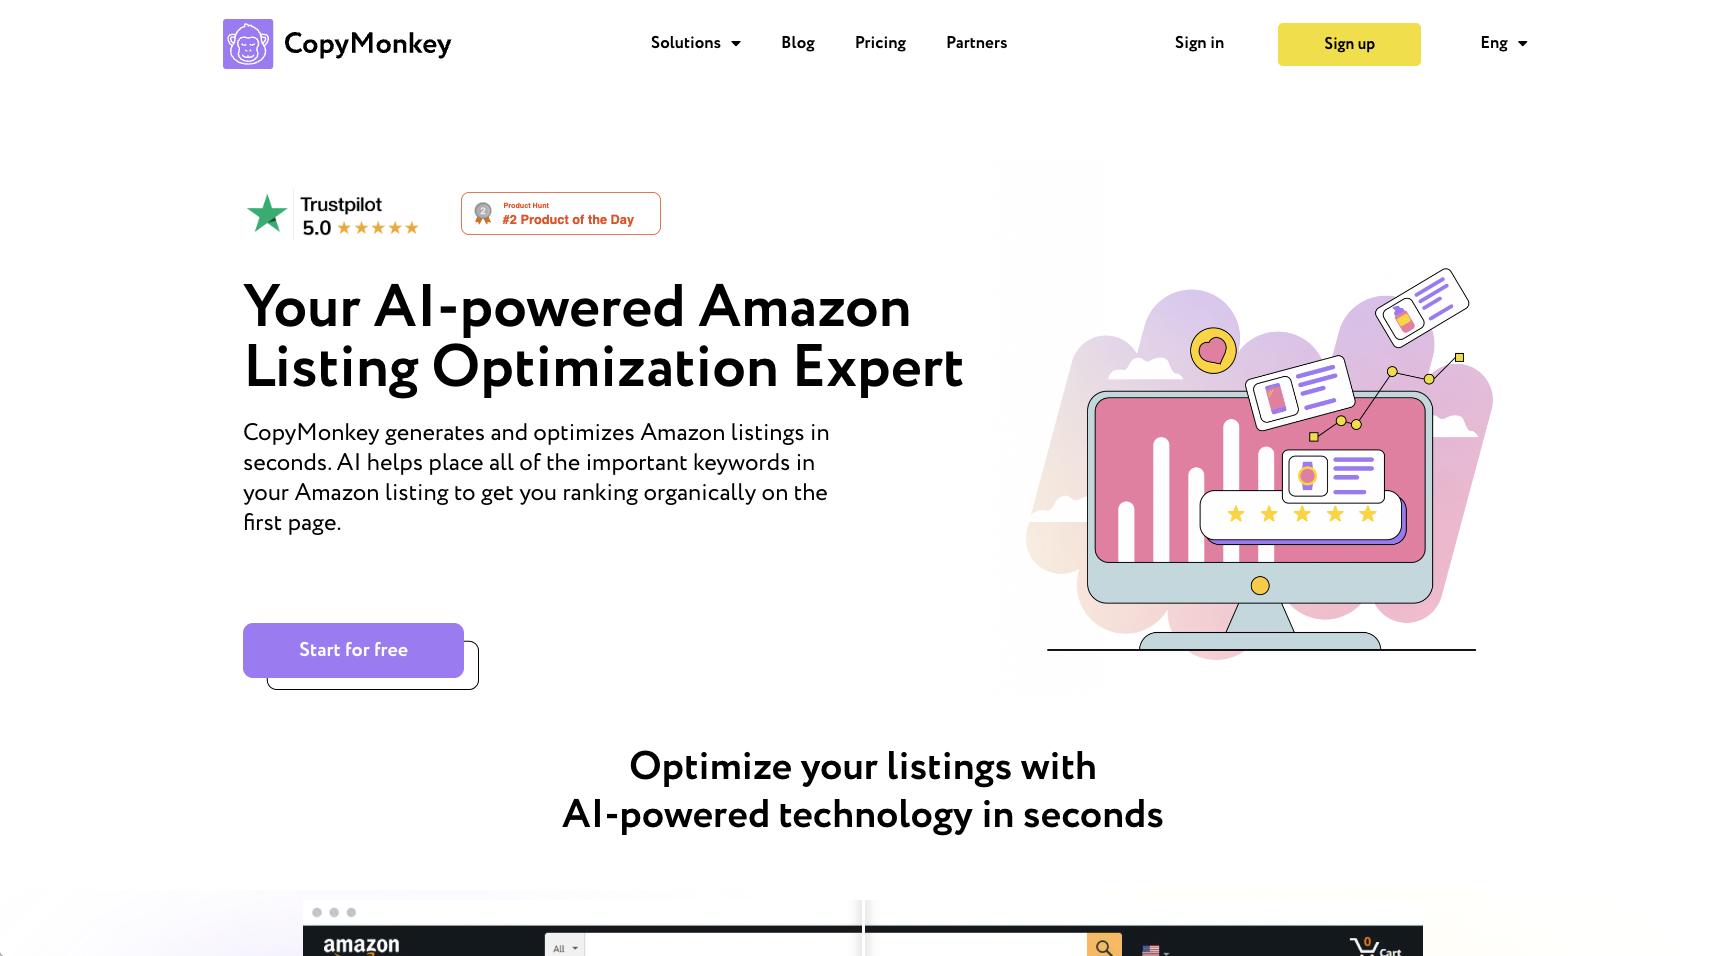 CopyMonkey
Solutions
Blog
Pricing
Partners
Sign in
Sign up
Eng
Trustpilot
5.0
2
Product Hunt
#2 Product of the Day
Your AI-powered Amazon
Listing Optimization Expert
CopyMonkey generates and optimizes Amazon listings in
seconds. AI helps place all of the important keywords in
your Amazon listing to get you ranking organically on the
first page.
Start for free
Optimize your listings with
AI-powered technology in seconds
amazon
All
0
Cart